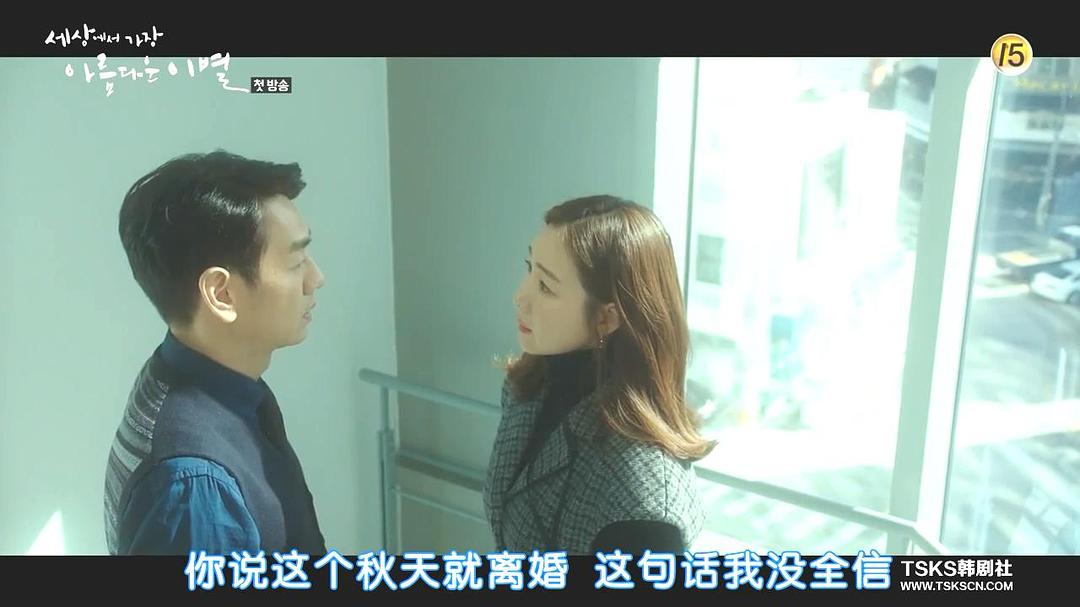 세상에서 가장
아름다운 이별
첫 방송
15
你说这个秋天就离婚 这句话我没全信
TSKS韩剧社
WWW.TSKSCN.COM